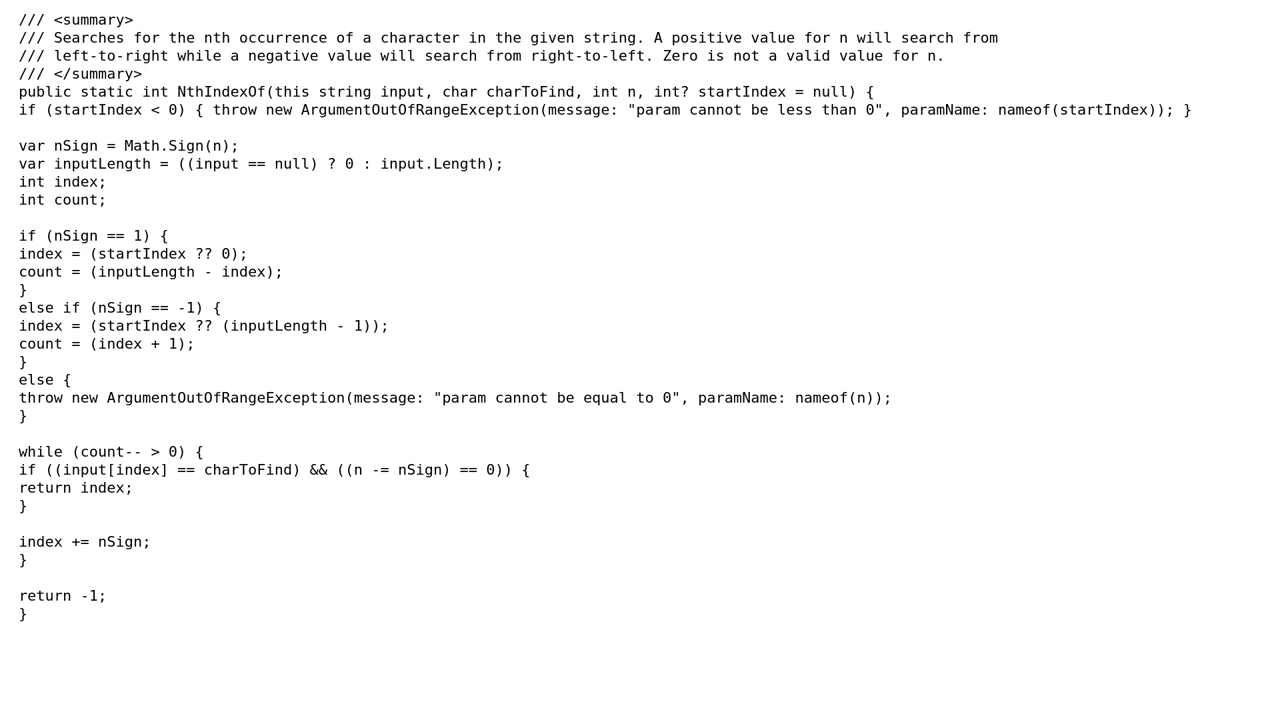 /// <summary>
/// Searches for the nth occurrence of a character in the given string. A positive value for n will search from
/// left-to-right while a negative value will search from right-to-left. Zero is not a valid value for n.
/// </summary>
public static int NthIndexOf(this string input, char charToFind, int n, int? startIndex = null) {
if (startIndex < 0) { throw new ArgumentOutOfRangeException(message: "param cannot be less than 0", paramName: nameof(startIndex)); }

var nSign = Math.Sign(n);
var inputLength = ((input == null) ? 0 : input.Length);
int index;
int count;

if (nSign == 1) {
index = (startIndex ?? 0);
count = (inputLength - index);
}
else if (nSign == -1) {
index = (startIndex ?? (inputLength - 1));
count = (index + 1);
}
else {
throw new ArgumentOutOfRangeException(message: "param cannot be equal to 0", paramName: nameof(n));
}

while (count-- > 0) {
if ((input[index] == charToFind) && ((n -= nSign) == 0)) {
return index;
}

index += nSign;
}

return -1;
}